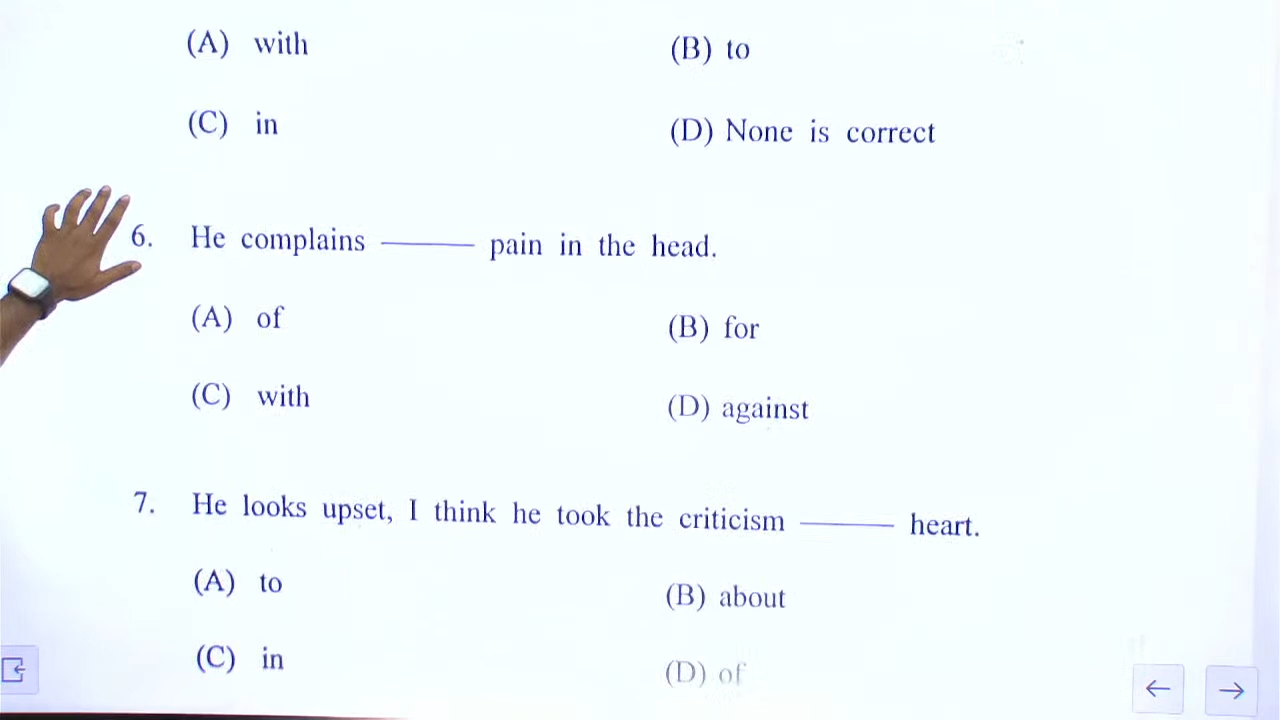 (A) with (B) to
(C) in (D) None is correct
6. He complains ――― pain in the head.
(A) of (B) for
(C) with (D) against
7. He looks upset, I think he took the criticism ――― heart.
(A) to (B) about
(C) in (D) of